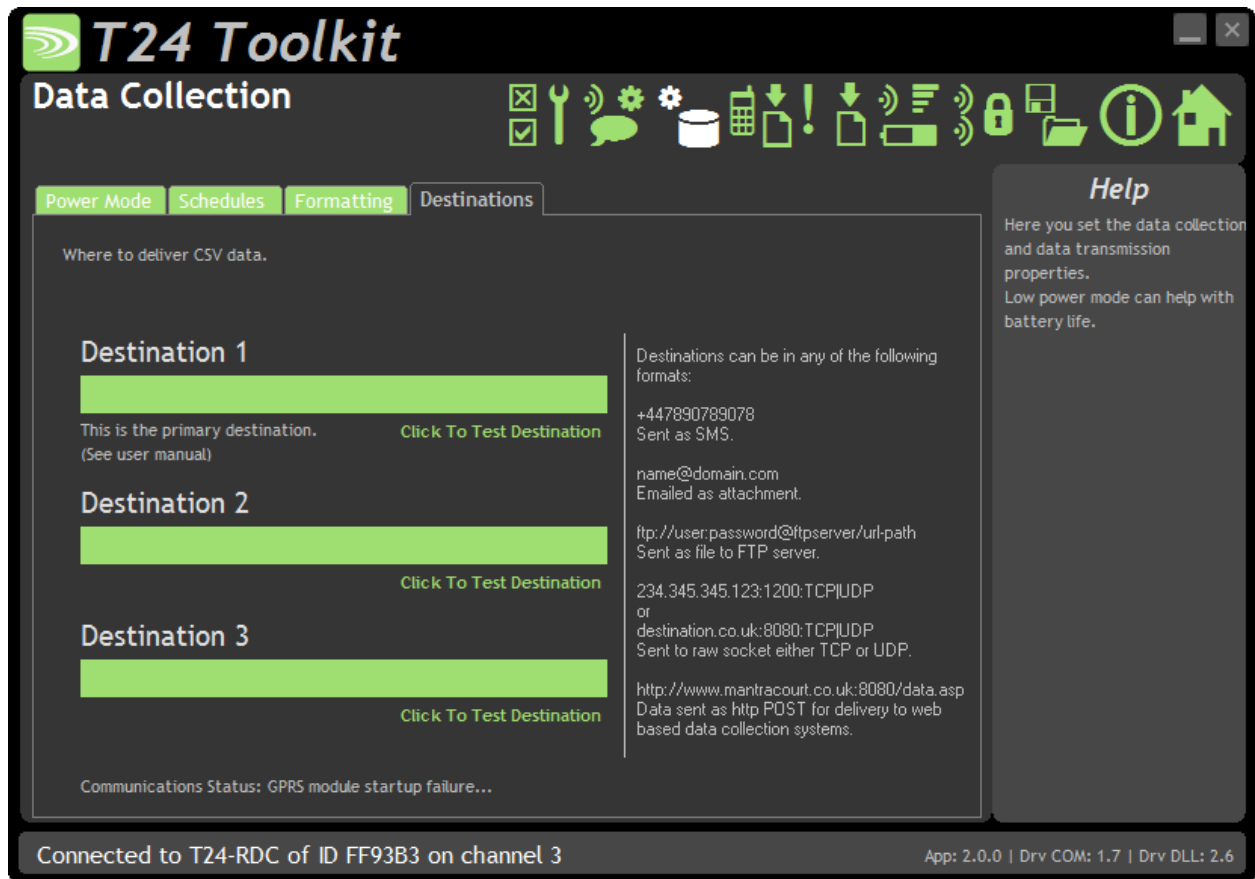 T24 Toolkit
Data Collection
Power Mode
Schedules
Formatting
Destinations
Where to deliver CSV data.
Destination 1
This is the primary destination.
(See user manual)
Click To Test Destination
Destination 2
Click To Test Destination
Destination 3
Click To Test Destination
Destinations can be in any of the following
formats:
+447890789078
Sent as SMS.
name@domain.com
Emailed as attachment.
ftp://user:password@ftpserver/url-path
Sent as file to FTP server.
234.345.345.123:1200:TCP|UDP
or
destination.co.uk:8080:TCP|UDP
Sent to raw socket either TCP or UDP.
http://www.mantracourt.co.uk:8080/data.asp
Data sent as http POST for delivery to web
based data collection systems.
Communications Status: GPRS module startup failure...
Help
Here you set the data collection
and data transmission
properties.
Low power mode can help with
battery life.
Connected to T24-RDC of ID FF93B3 on channel 3
App: 2.0.0 | Drv COM: 1.7 | Drv DLL: 2.6